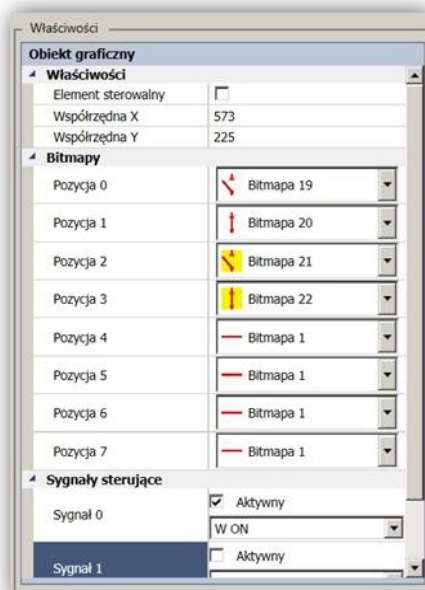 Właściwości
Obiekt graficzny
Właściwości
Element sterowalny
Współrzędna X 573
Współrzędna Y 225
Bitmapy
Pozycja 0 Bitmapa 19
Pozycja 1 Bitmapa 20
Pozycja 2 Bitmapa 21
Pozycja 3 Bitmapa 22
Pozycja 4 Bitmapa 1
Pozycja 5 Bitmapa 1
Pozycja 6 Bitmapa 1
Pozycja 7 Bitmapa 1
Sygnały sterujące
Sygnał 0 Aktywny
W ON
Sygnał 1 Aktywny